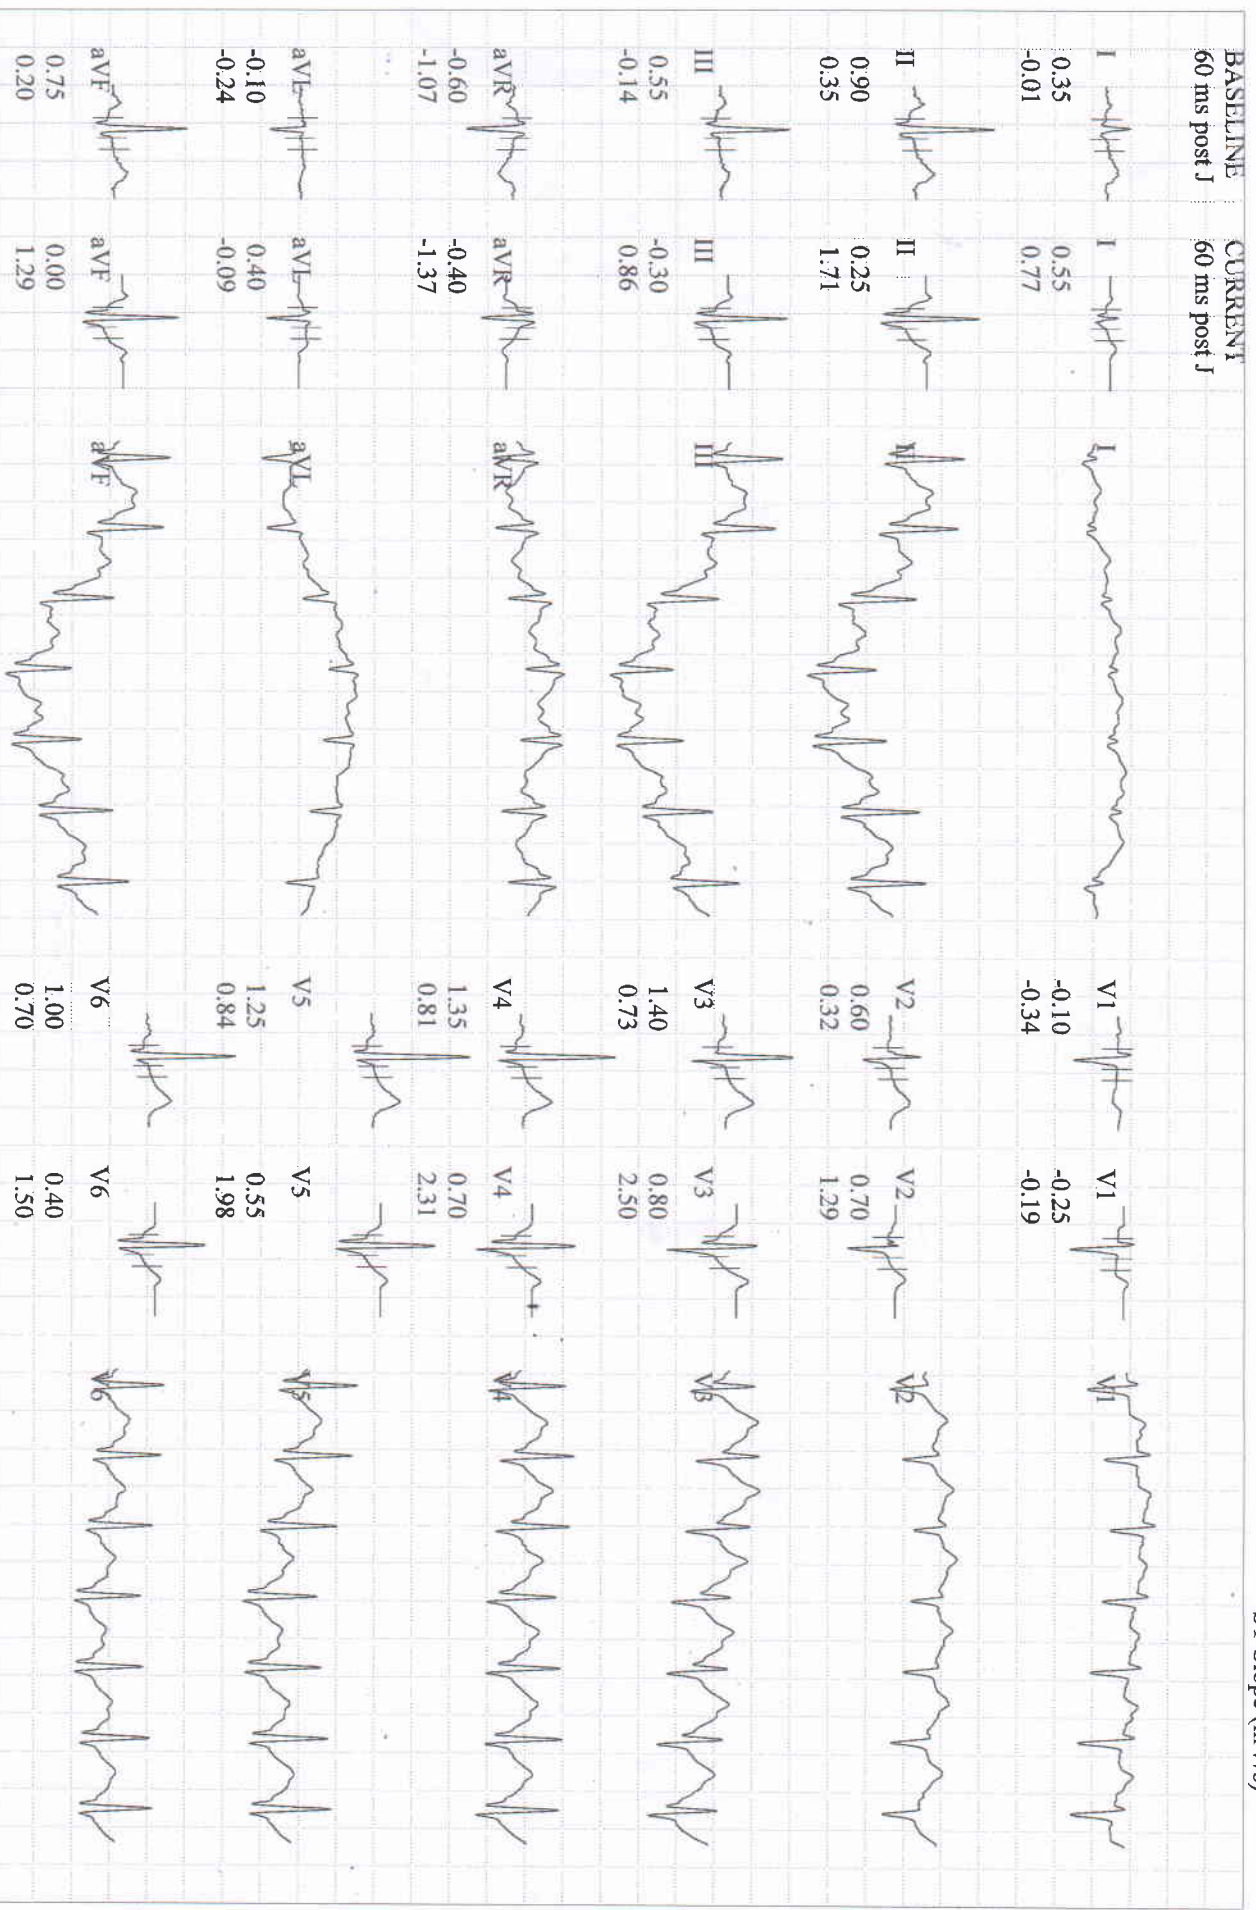 ST Slope (mV/s)
BASELINE
60 ms post J
CURRENT
60 ms post J
I
0.35
-0.01
I
0.55
0.77
I
V1
-0.10
-0.34
V1
-0.25
-0.19
V1
II
0.90
0.35
II
0.25
1.71
II
V2
0.60
0.32
V2
0.70
1.29
V2
III
0.55
-0.14
III
-0.30
0.86
III
V3
1.40
0.73
V3
0.80
2.50
V3
aVR
-0.60
-1.07
aVR
-0.40
-1.37
aVR
V4
1.35
0.81
V4
0.70
2.31
V4
aVL
-0.10
-0.24
aVL
0.40
-0.09
aVL
V5
1.25
0.84
V5
0.55
1.98
V5
aVF
0.75
0.20
aVF
0.00
1.29
aVF
V6
1.00
0.70
V6
0.40
1.50
V6